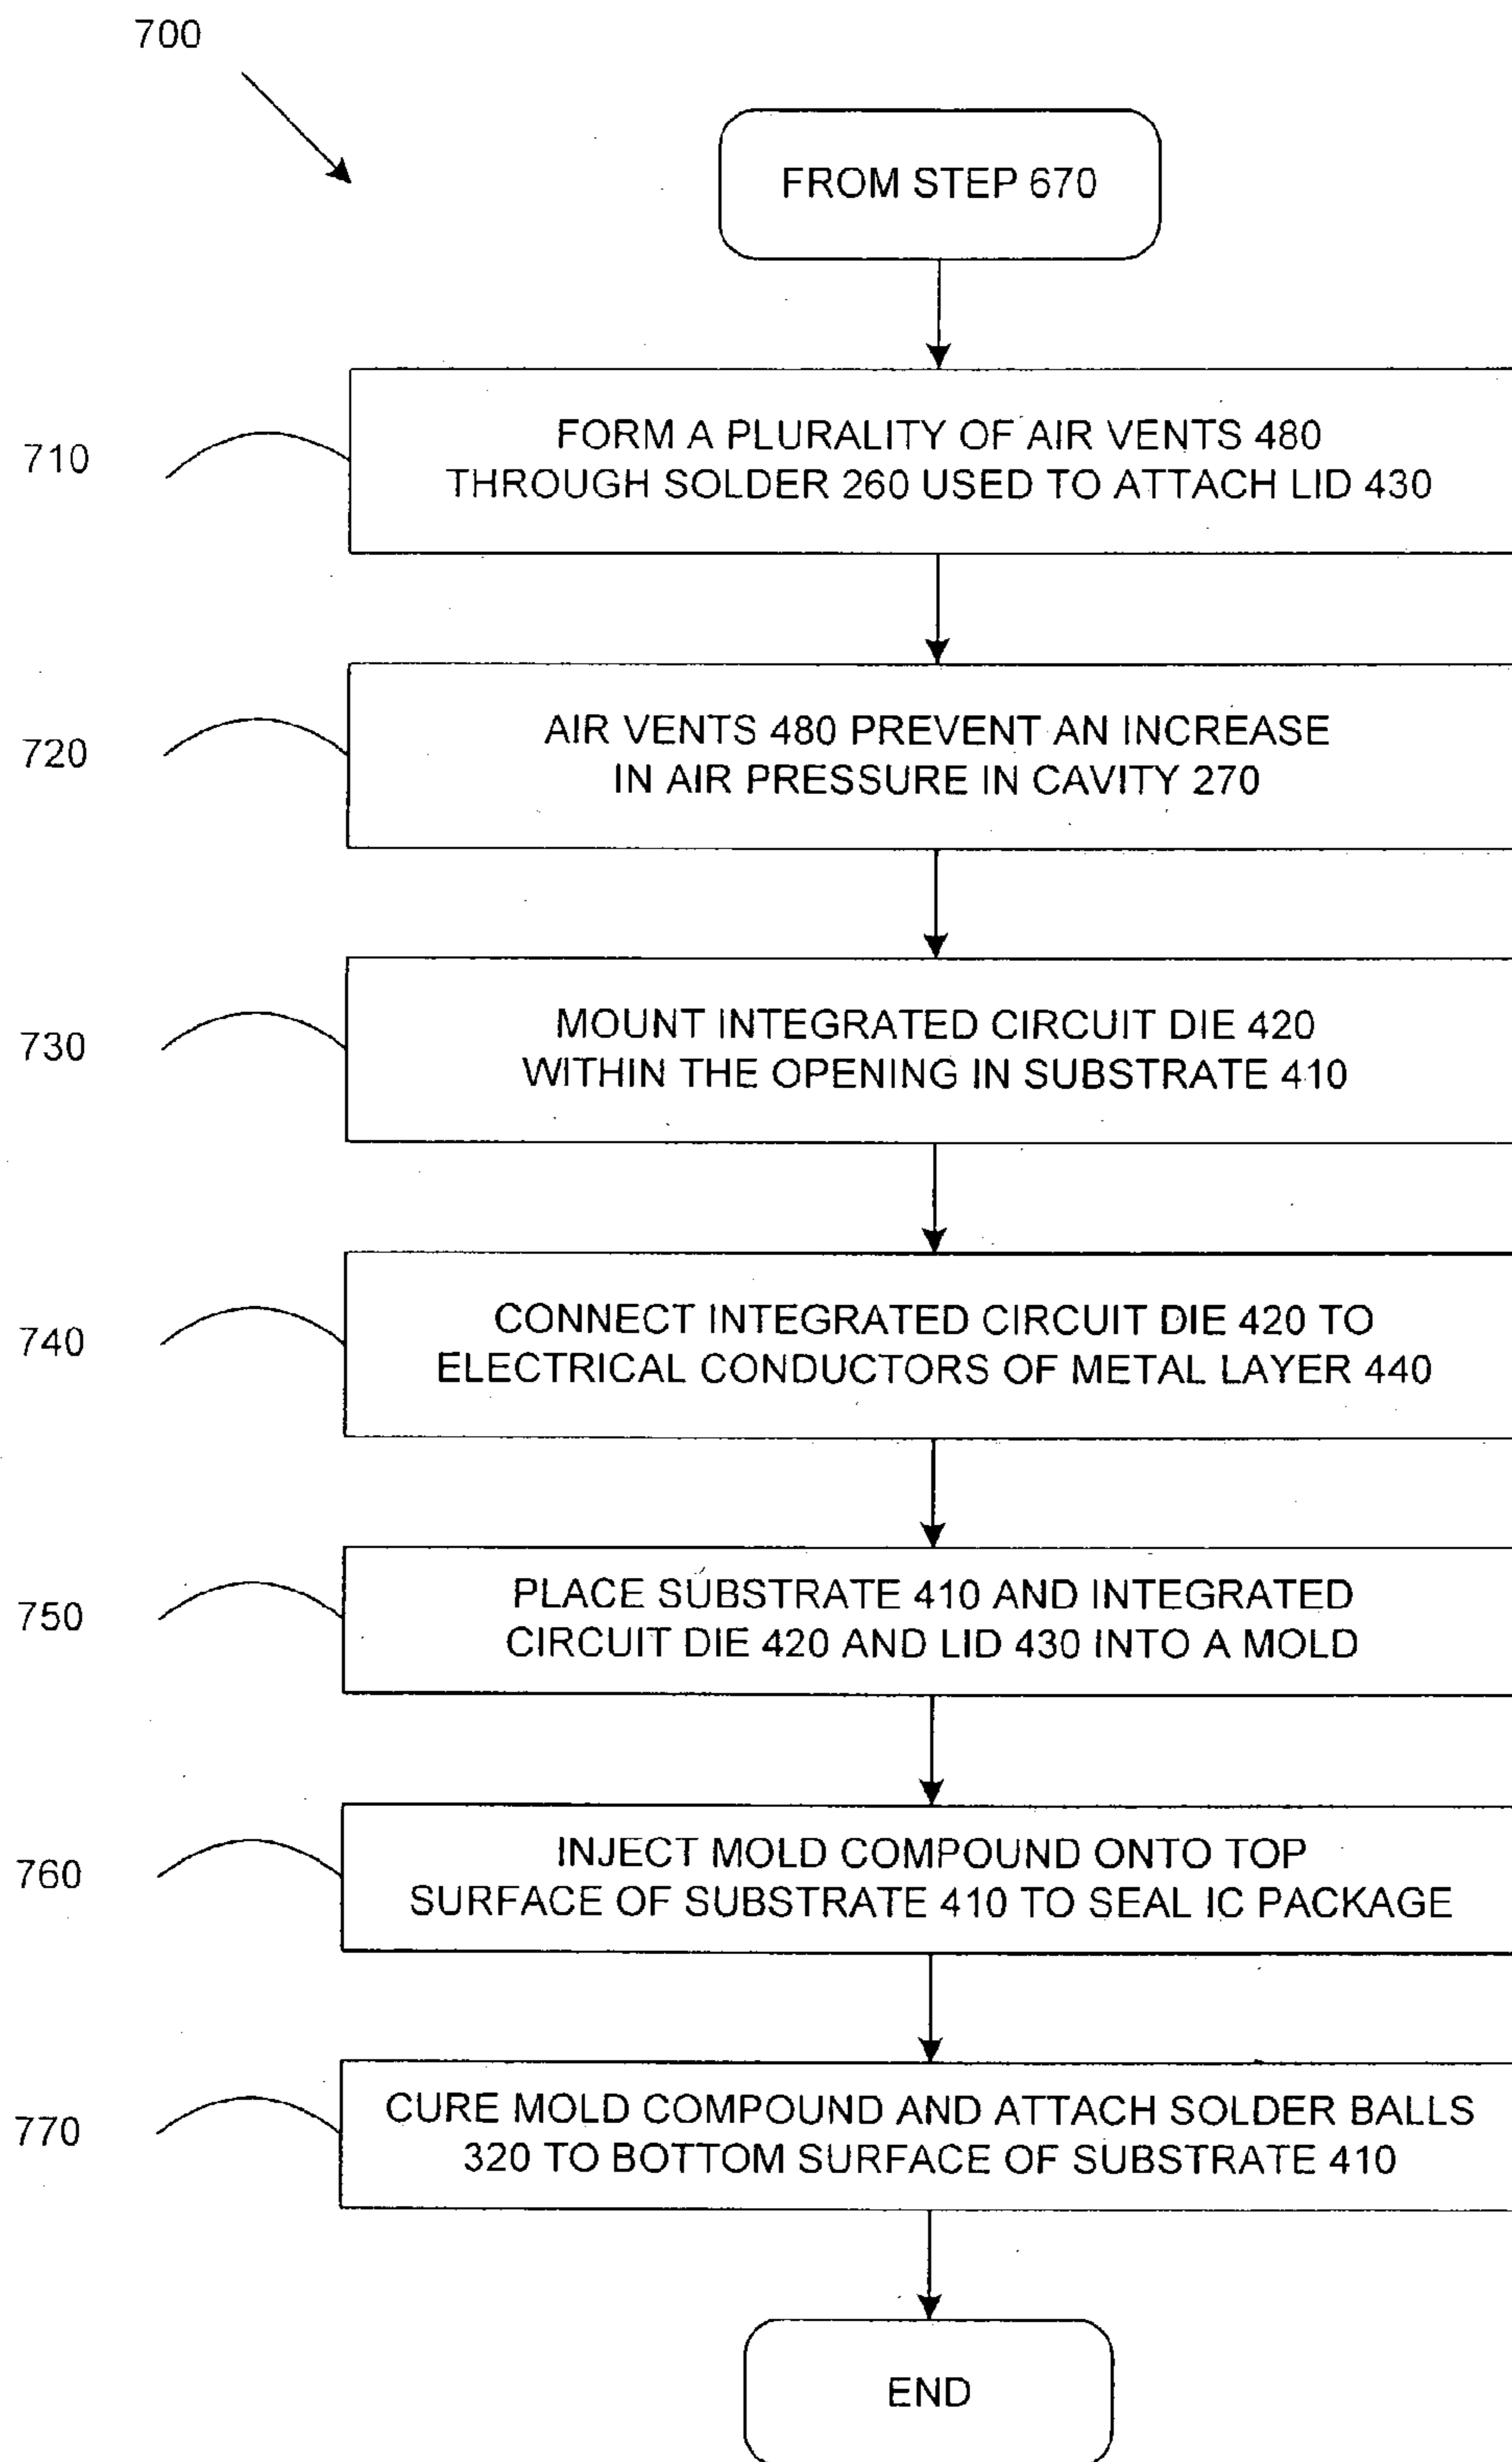 700
FROM STEP 670
710
FORM A PLURALITY OF AIR VENTS 480
THROUGH SOLDER 260 USED TO ATTACH LID 430
720
AIR VENTS 480 PREVENT AN INCREASE
IN AIR PRESSURE IN CAVITY 270
730
MOUNT INTEGRATED CIRCUIT DIE 420
WITHIN THE OPENING IN SUBSTRATE 410
740
CONNECT INTEGRATED CIRCUIT DIE 420 TO
ELECTRICAL CONDUCTORS OF METAL LAYER 440
750
PLACE SUBSTRATE 410 AND INTEGRATED
CIRCUIT DIE 420 AND LID 430 INTO A MOLD
760
INJECT MOLD COMPOUND ONTO TOP
SURFACE OF SUBSTRATE 410 TO SEAL IC PACKAGE
770
CURE MOLD COMPOUND AND ATTACH SOLDER BALLS
320 TO BOTTOM SURFACE OF SUBSTRATE 410
END